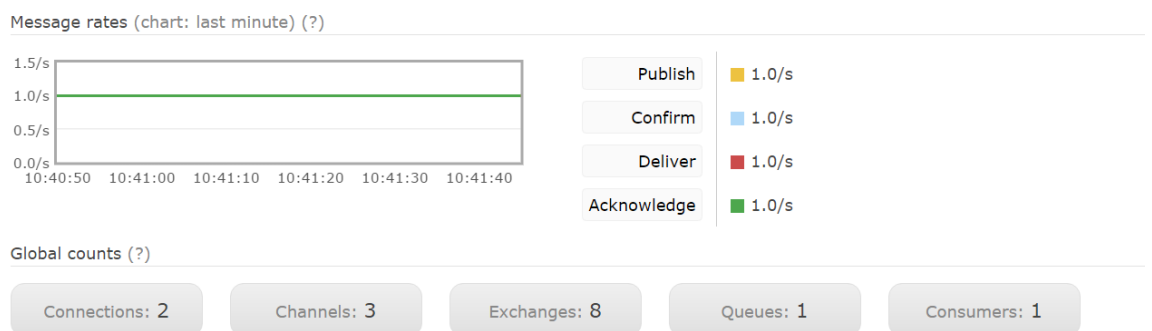 Message rates (chart: last minute) (?)
1.5/s
1.0/s
0.5/s
0.0/s
10:40:50 10:41:00 10:41:10 10:41:20 10:41:30 10:41:40
Publish 1.0/s
Confirm 1.0/s
Deliver 1.0/s
Acknowledge 1.0/s
Global counts (?)
Connections: 2 Channels: 3 Exchanges: 8 Queues: 1 Consumers: 1